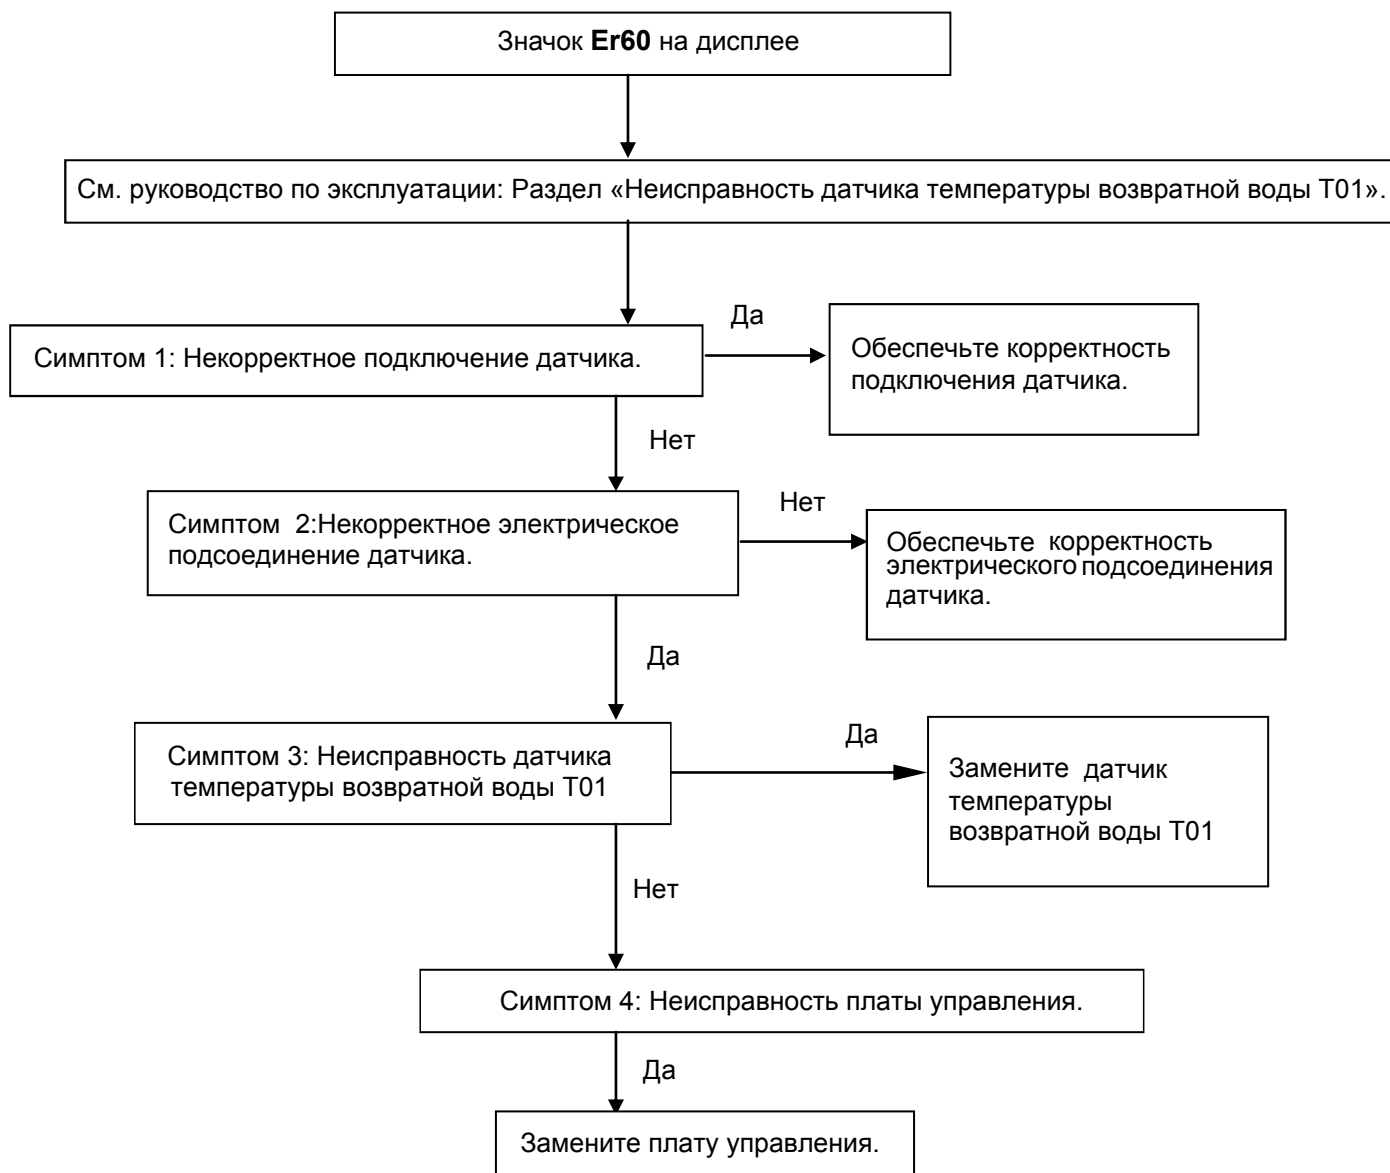 Значок Er60 на дисплее
См. руководство по эксплуатации: Раздел «Неисправность датчика температуры возвратной воды T01».
Да
Симптом 1: Некорректное подключение датчика.
Обеспечьте корректность
подключения датчика.
Нет
Симптом 2:Некорректное электрическое
подсоединение датчика.
Нет
Обеспечьте корректность
электрического подсоединения
датчика.
Да
Симптом 3: Неисправность датчика
температуры возвратной воды T01
Да
Замените датчик
температуры
возвратной воды T01
Нет
Симптом 4: Неисправность платы управления.
Да
Замените плату управления.